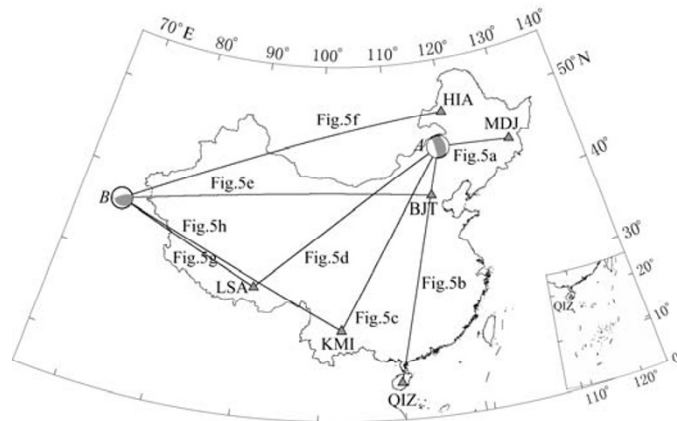 70°E
80°
90°
100°
110°
120°
130°
140°
50°N
HIA
Fig.5f
MDJ
A
Fig.5a
40°
B
Fig.5e
BJT
Fig.5h
30°
Fig.5g
Fig.5d
LSA
Fig.5b
20°
QIZ
Fig.5c
KMI
10°
QIZ
0
110°
120°